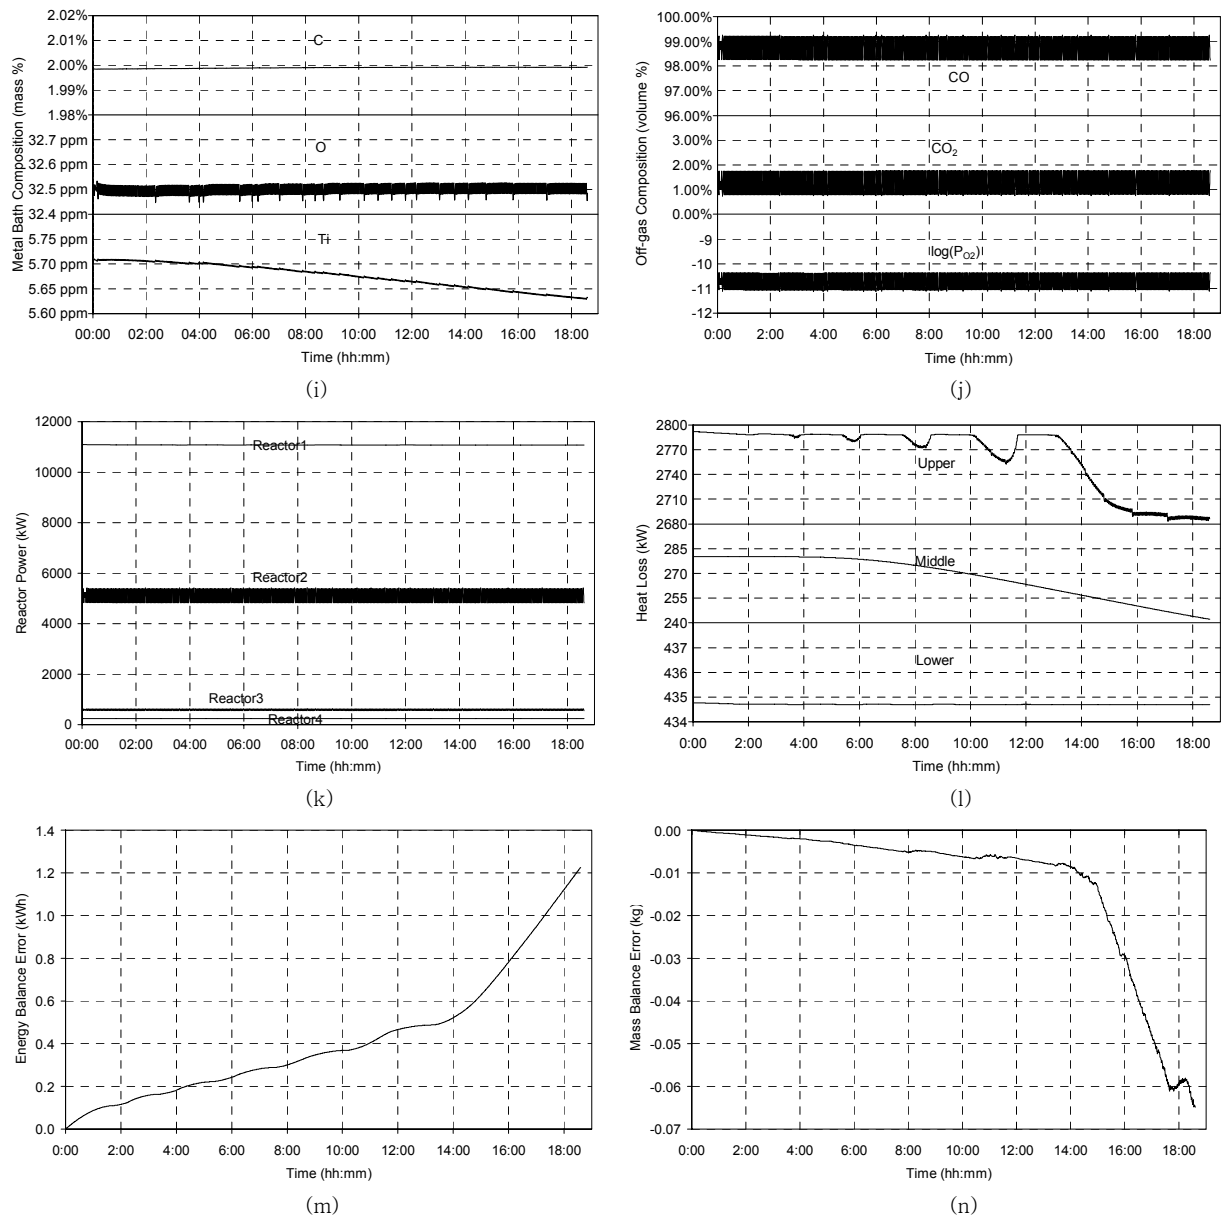 2.02%
2.01%
2.00%
1.99%
1.98%
32.7 ppm
32.6 ppm
32.5 ppm
32.4 ppm
5.75 ppm
5.70 ppm
5.65 ppm
5.60 ppm
Metal Bath Composition (mass %)
C
O
Ti
00:00 02:00 04:00 06:00 08:00 10:00 12:00 14:00 16:00 18:00
Time (hh:mm)
(i)
100.00%
99.00%
98.00%
97.00%
96.00%
3.00%
2.00%
1.00%
0.00%
-9
-10
-11
-12
Off-gas Composition (volume %)
CO
CO2
log(PO2)
0:00 2:00 4:00 6:00 8:00 10:00 12:00 14:00 16:00 18:00
Time (hh:mm)
(j)
12000
10000
8000
6000
4000
2000
0
Reactor Power (kW)
Reactor1
Reactor2
Reactor3
Reactor4
00:00 02:00 04:00 06:00 08:00 10:00 12:00 14:00 16:00 18:00
Time (hh:mm)
(k)
2800
2770
2740
2710
2680
285
270
255
240
437
436
435
434
Heat Loss (kW)
Upper
Middle
Lower
0:00 2:00 4:00 6:00 8:00 10:00 12:00 14:00 16:00 18:00
Time (hh:mm)
(l)
1.4
1.2
1.0
0.8
0.6
0.4
0.2
0.0
Energy Balance Error (kWh)
0:00 2:00 4:00 6:00 8:00 10:00 12:00 14:00 16:00 18:00
Time (hh:mm)
(m)
0.00
-0.01
-0.02
-0.03
-0.04
-0.05
-0.06
-0.07
Mass Balance Error (kg)
0:00 2:00 4:00 6:00 8:00 10:00 12:00 14:00 16:00 18:00
Time (hh:mm)
(n)